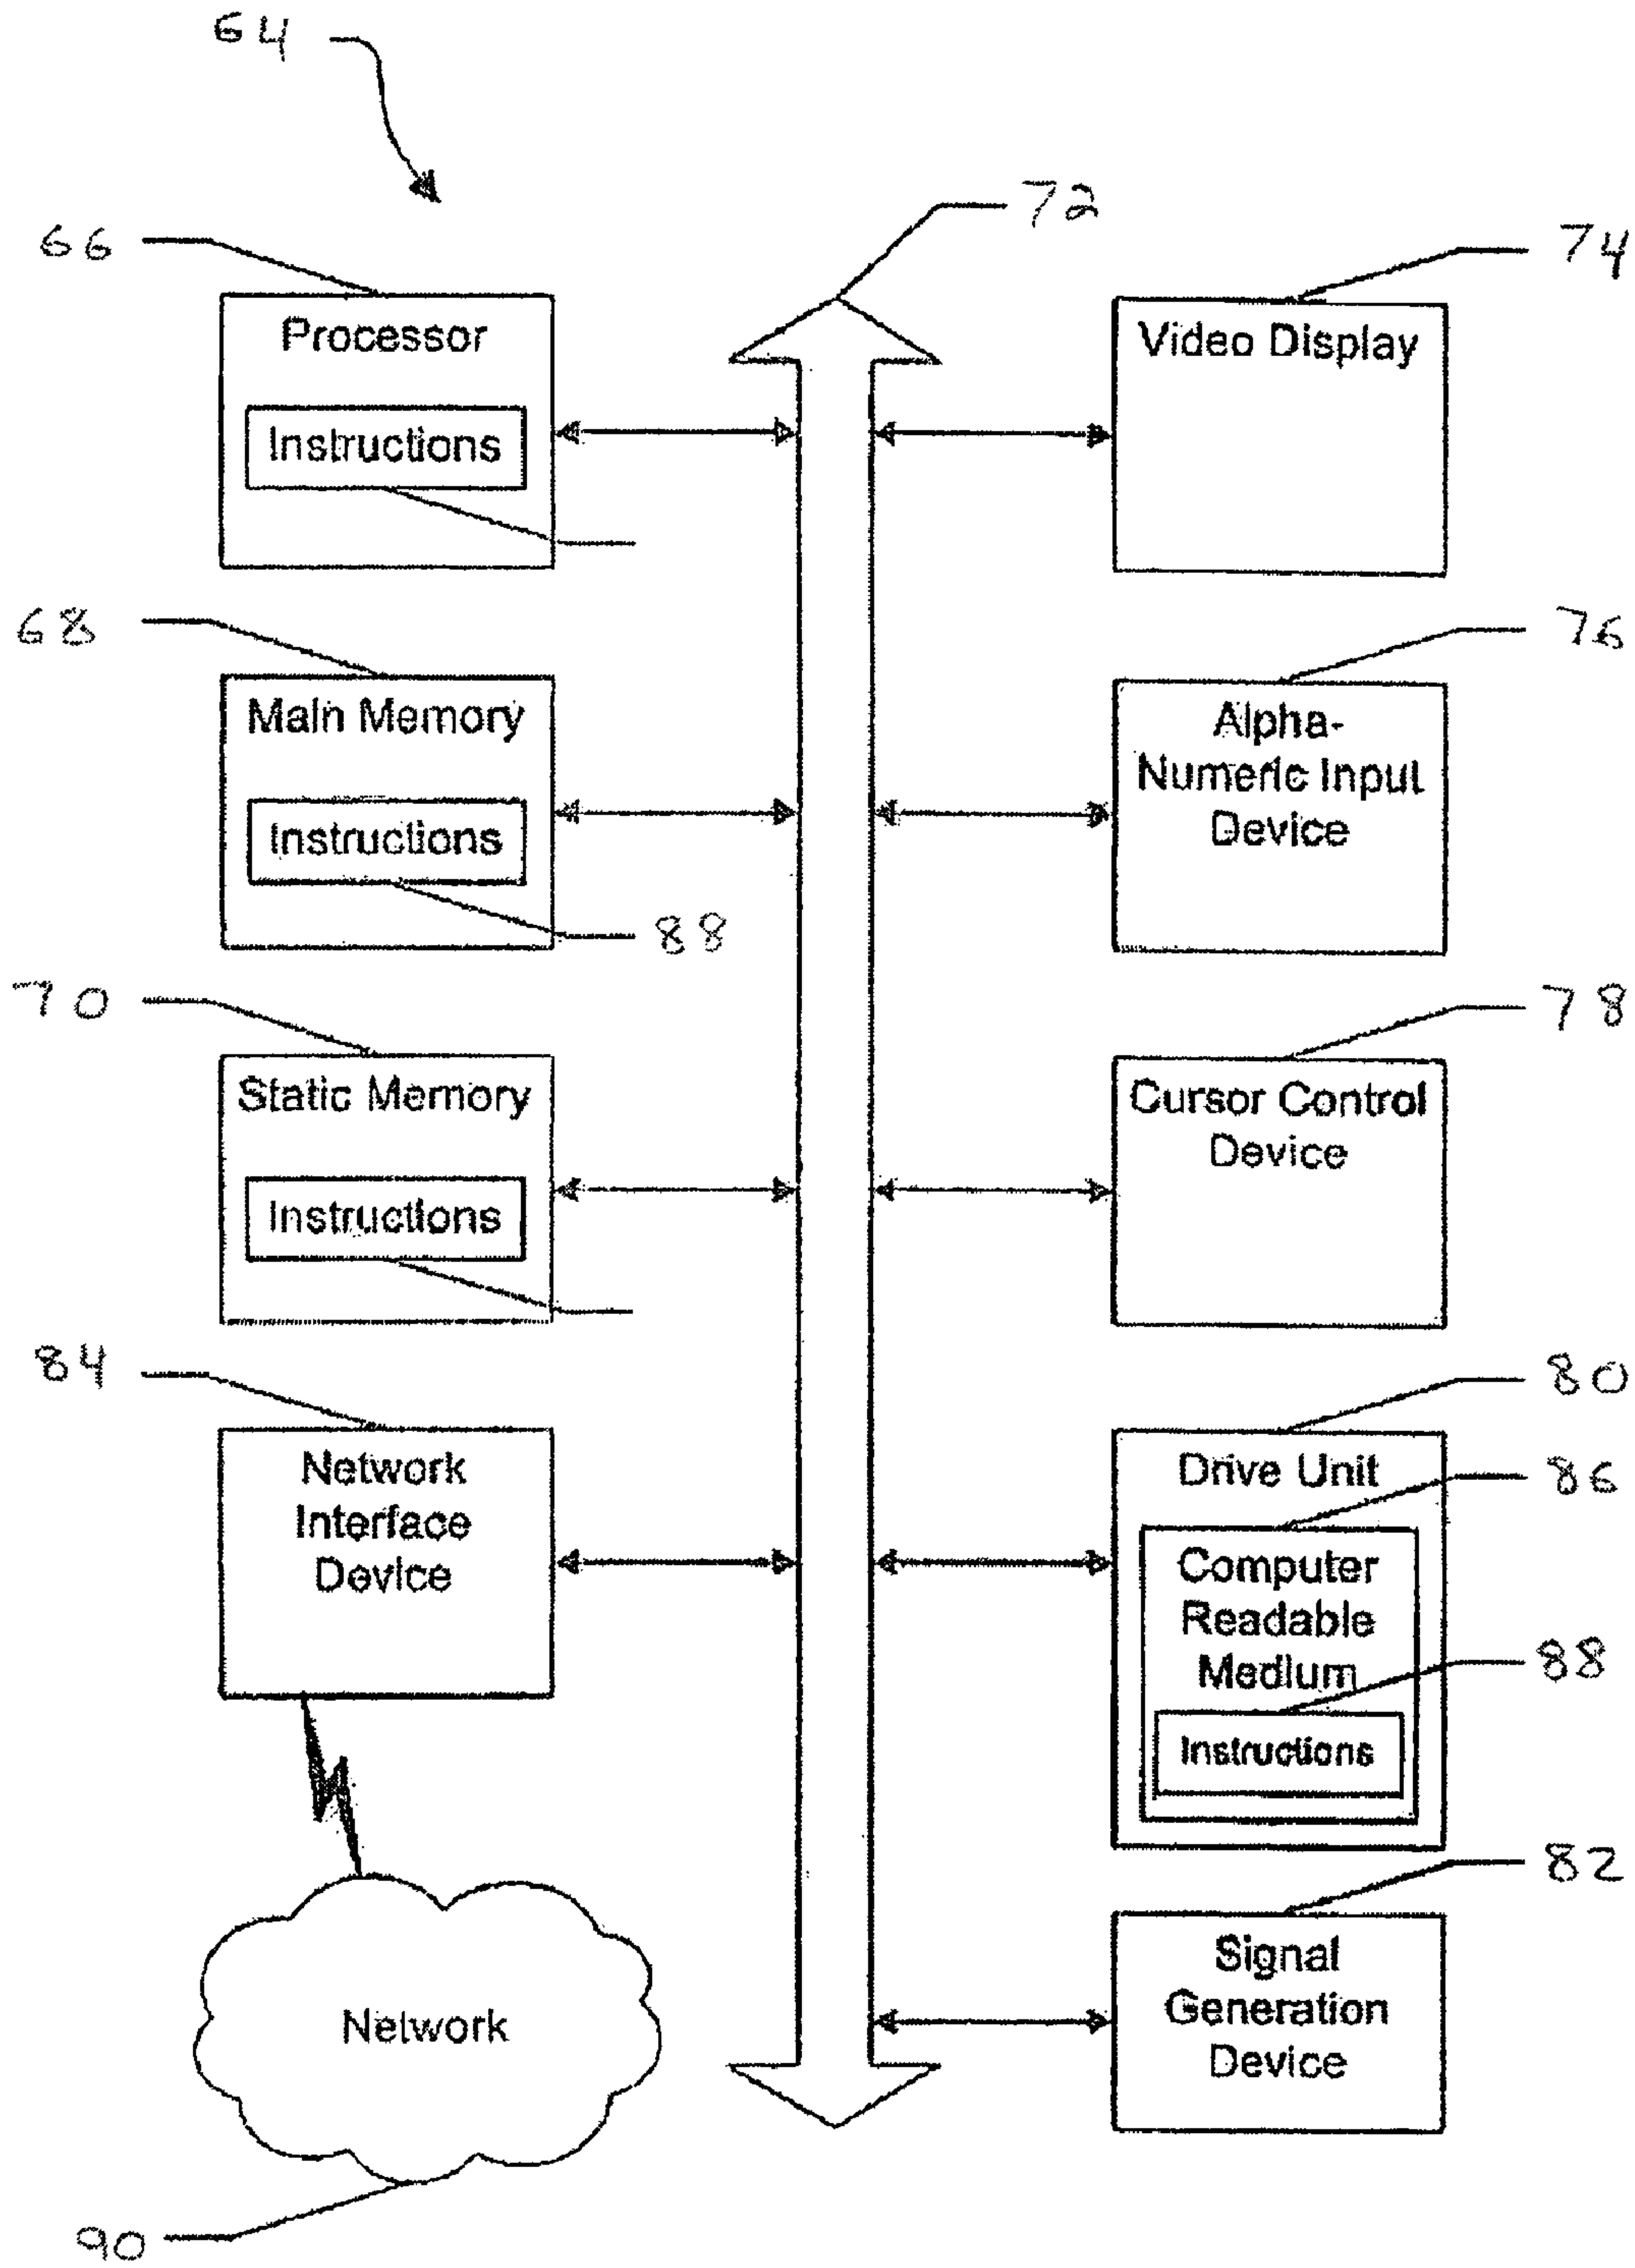 64
72
66
74
Processor
Instructions
Video Display
68
76
Main Memory
Instructions
88
Alpha-
Numeric Input
Device
70
78
Static Memory
Instructions
Cursor Control
Device
84
80
Network
Interface
Device
Drive Unit
86
Computer
Readable
Medium
88
Instructions
82
Signal
Generation
Device
Network
90